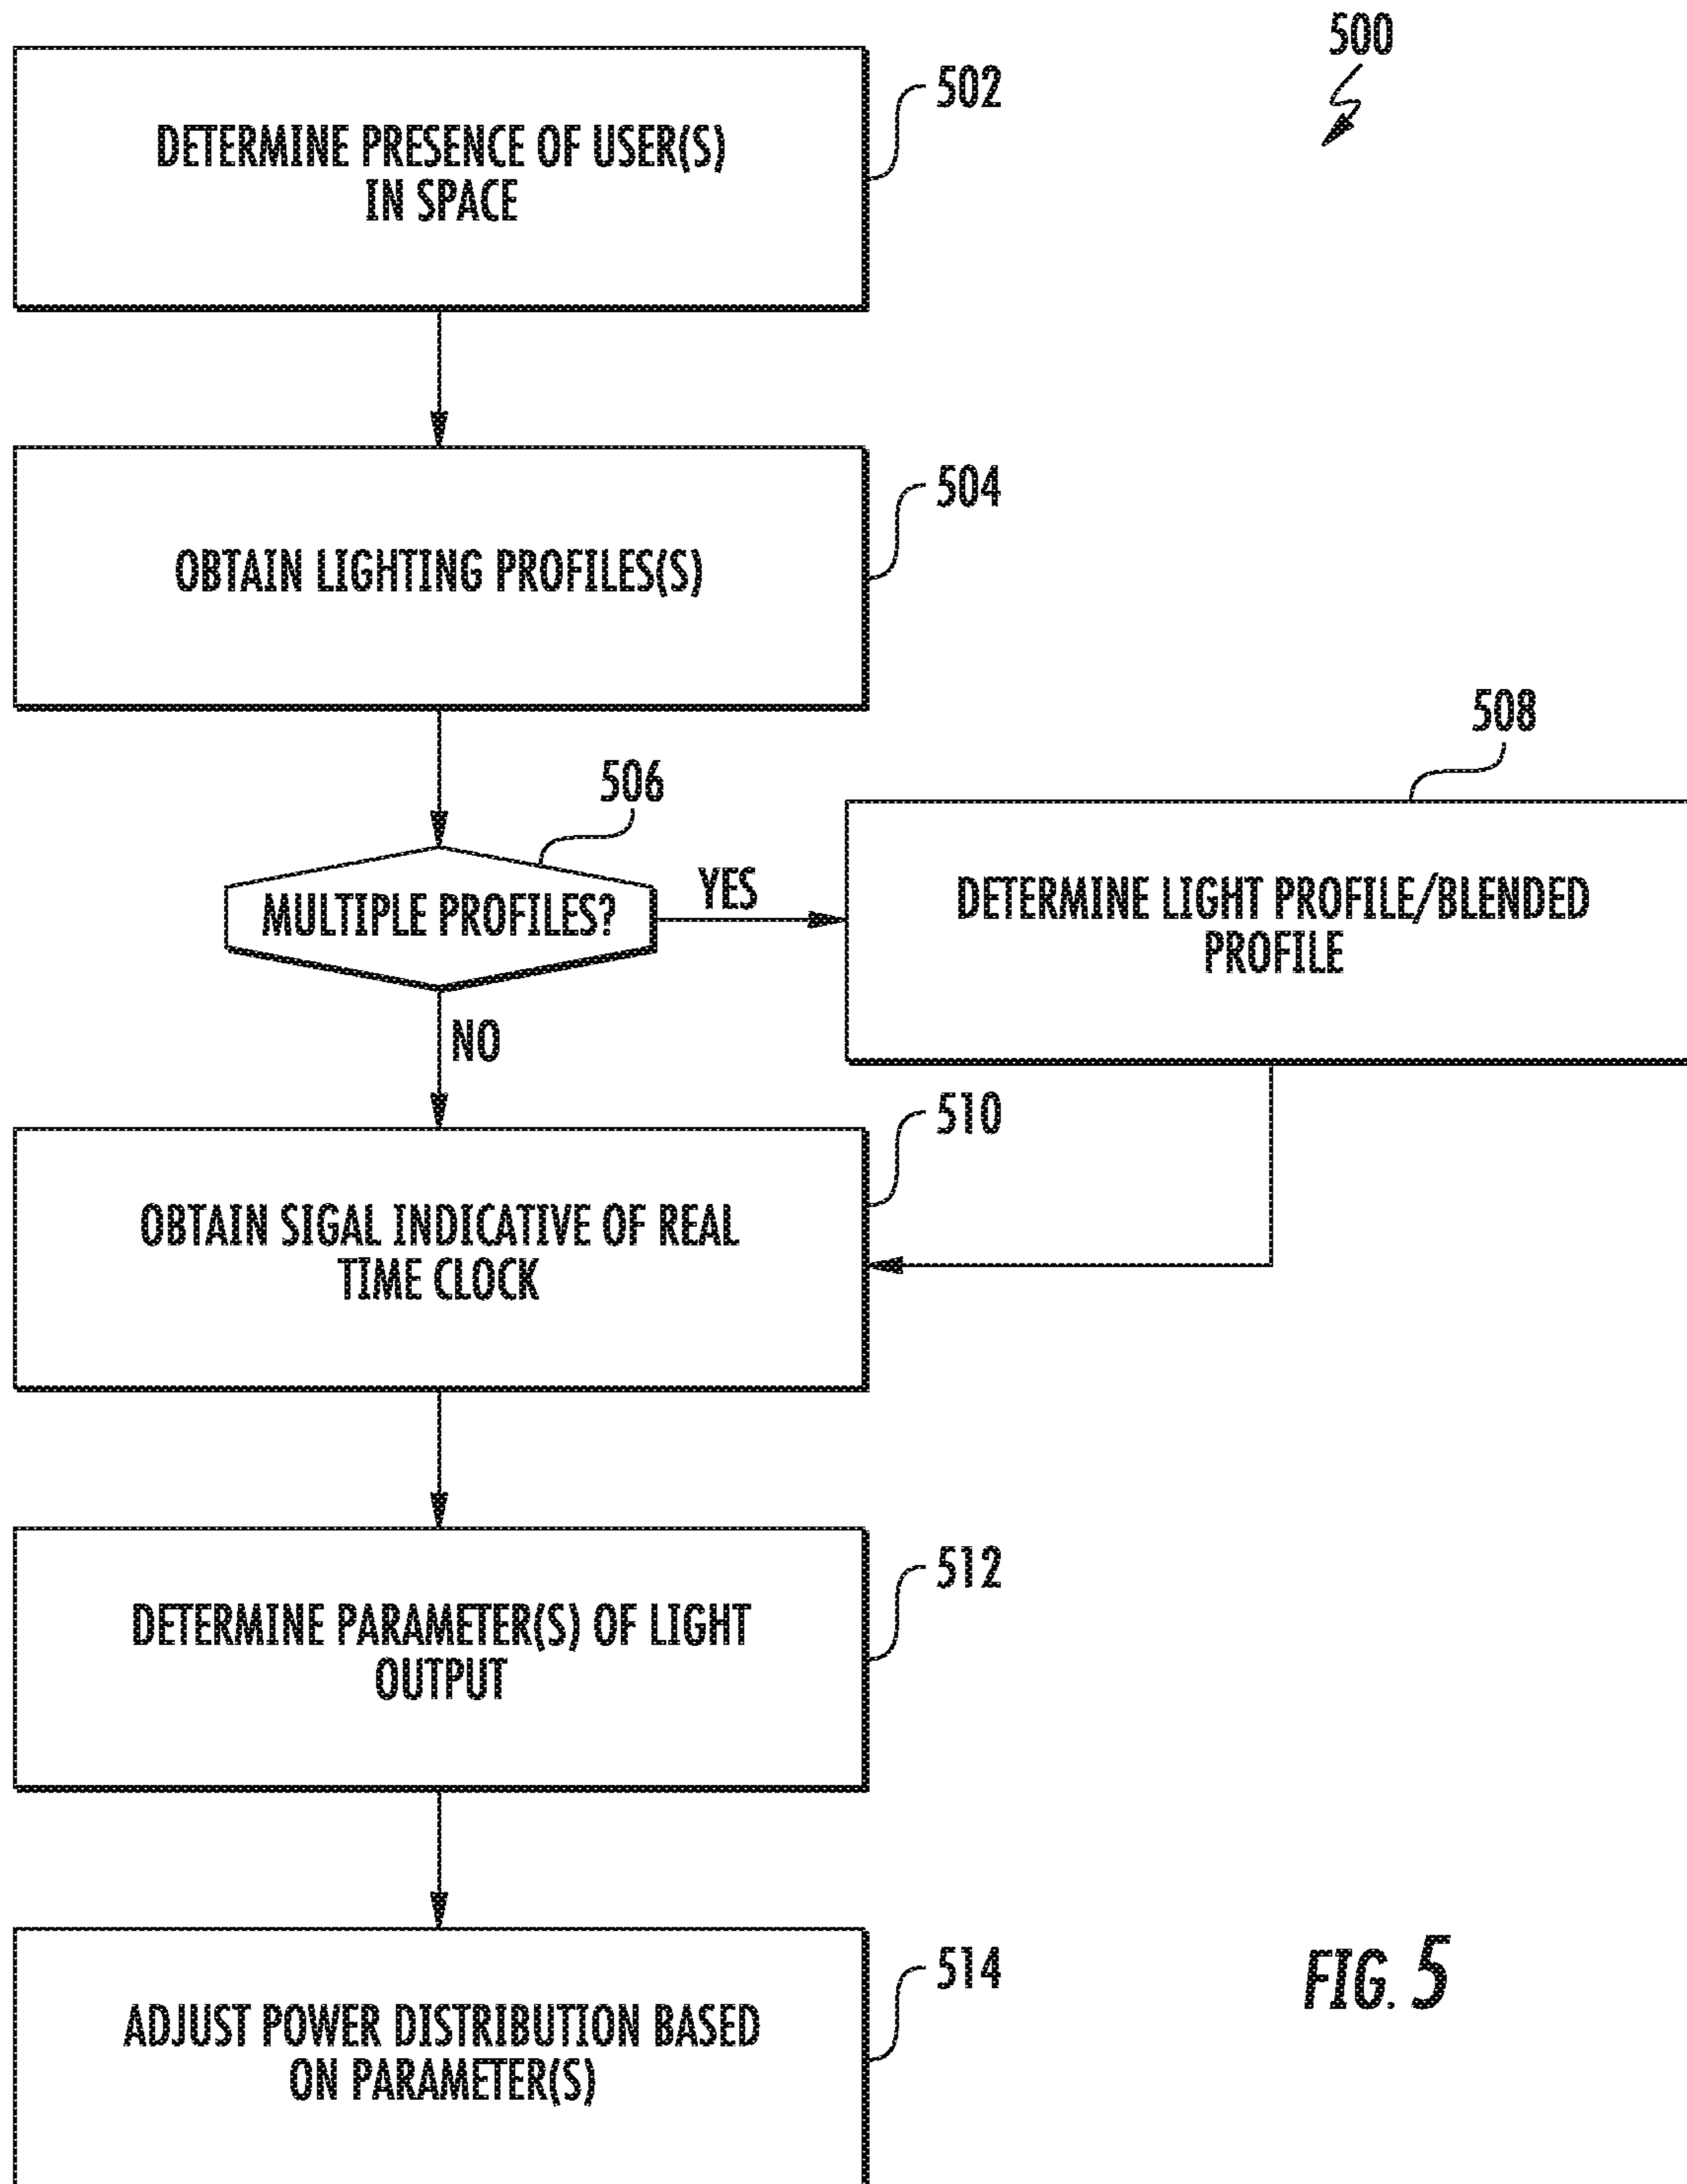 500
DETERMINE PRESENCE OF USER(S)
IN SPACE
502
OBTAIN LIGHTING PROFILES(S)
504
506
MULTIPLE PROFILES?
YES
508
DETERMINE LIGHT PROFILE/BLENDED
PROFILE
NO
OBTAIN SIGAL INDICATIVE OF REAL
TIME CLOCK
510
DETERMINE PARAMETER(S) OF LIGHT
OUTPUT
512
ADJUST POWER DISTRIBUTION BASED
ON PARAMETER(S)
514
FIG. 5